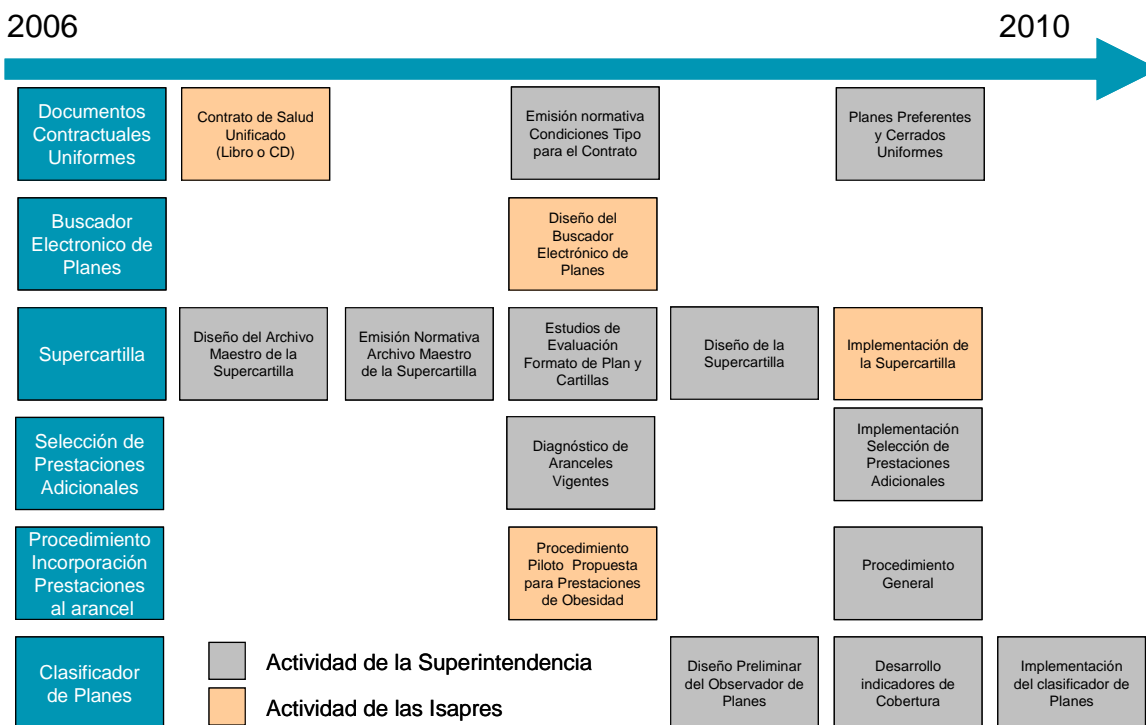 2006
2010
Documentos
Contractuales
Uniformes
Contrato de Salud
Unificado
(Libro o CD)
Emisión normativa
Condiciones Tipo
para el Contrato
Planes Preferentes
y Cerrados
Uniformes
Buscador
Electronico de
Planes
Diseño del
Buscador
Electrónico de
Planes
Supercartilla
Diseño del Archivo
Maestro de la
Supercartilla
Emisión Normativa
Archivo Maestro
de la Supercartilla
Estudios de
Evaluación
Formato de Plan y
Cartillas
Diseño de la
Supercartilla
Implementación de
la Supercartilla
Selección de
Prestaciones
Adicionales
Diagnóstico de
Aranceles
Vigentes
Implementación
Selección de
Prestaciones
Adicionales
Procedimiento
Incorporación
Prestaciones
al arancel
Procedimiento
Piloto Propuesta
para Prestaciones
de Obesidad
Procedimiento
General
Clasificador
de Planes
Actividad de la Superintendencia
Actividad de las Isapres
Diseño Preliminar
del Observador de
Planes
Desarrollo
indicadores de
Cobertura
Implementación
del clasificador de
Planes